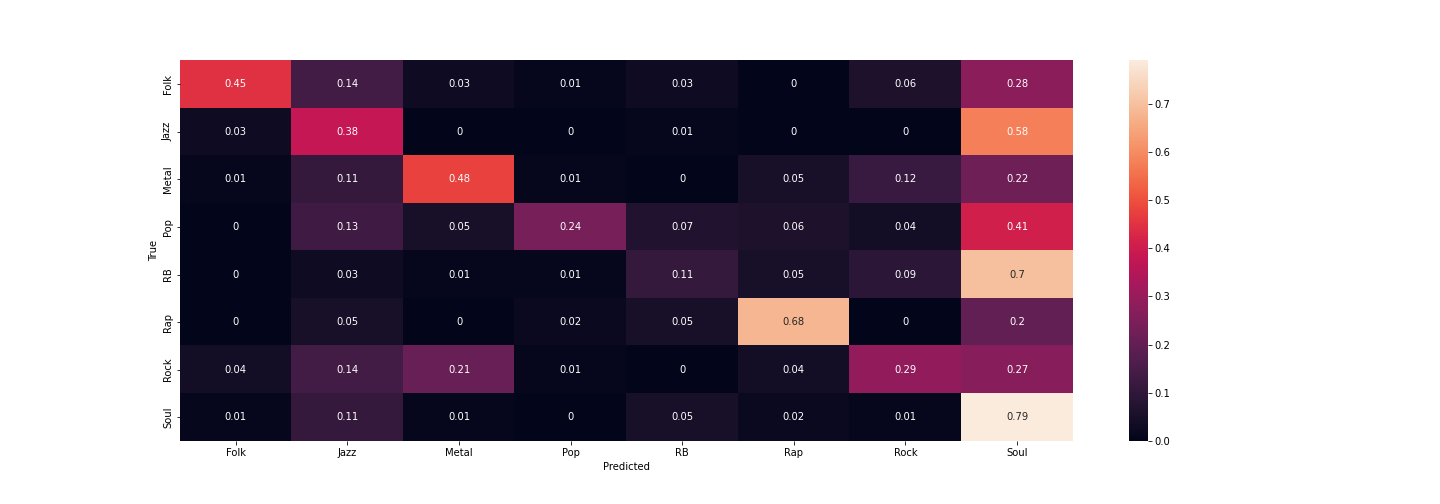 Folk 0.45 0.14 0.03 0.01 0.03 0 0.06 0.28
Jazz 0.03 0.38 0 0 0.01 0 0 0.58
Metal 0.01 0.11 0.48 0.01 0 0.05 0.12 0.22
Pop 0 0.13 0.05 0.24 0.07 0.06 0.04 0.41
True
RB 0 0.03 0.01 0.01 0.11 0.05 0.09 0.7
Rap 0 0.05 0 0.02 0.05 0.68 0 0.2
Rock 0.04 0.14 0.21 0.01 0 0.04 0.29 0.27
Soul 0.01 0.11 0.01 0 0.05 0.02 0.01 0.79
Folk Jazz Metal Pop RB Rap Rock Soul
Predicted
0.7
0.6
0.5
0.4
0.3
0.2
0.1
0.0